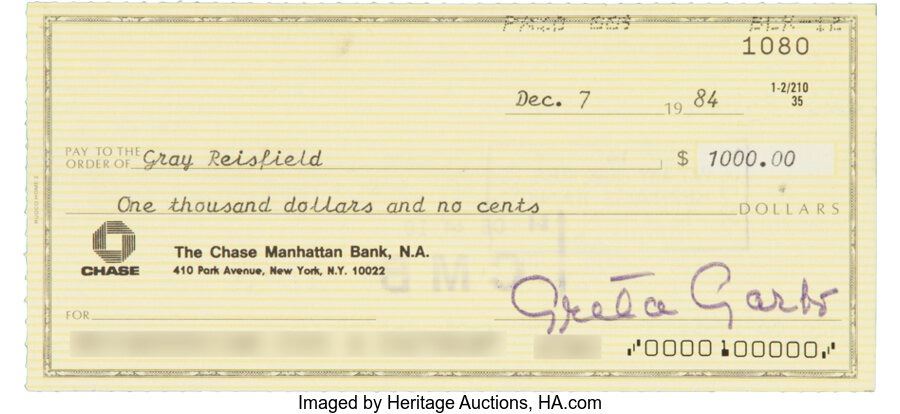 1080
Dec. 7 1984
1-2/210
35
PAY TO THE
ORDER OF Gray Reisfield $ 1000.00
One thousand dollars and no cents DOLLARS
CHASE
The Chase Manhattan Bank, N.A.
410 Park Avenue, New York, N.Y. 10022
Greta Garbo
FOR
⑈0000100000⑈
Imaged by Heritage Auctions, HA.com